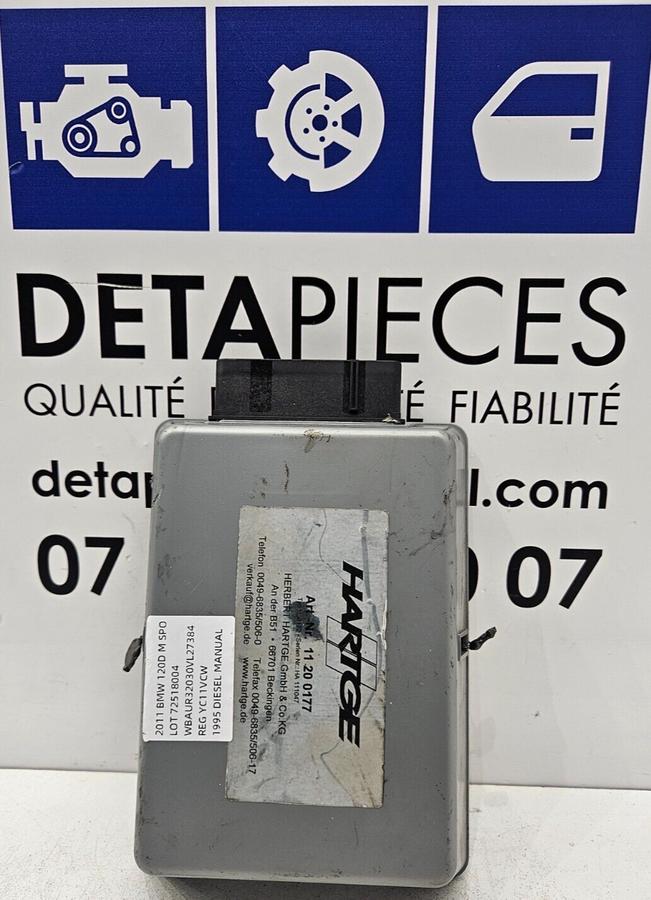 DETAPIECES
QUALITÉ É FIABILITÉ
detap l.com
07 0 07
HARTGE
Art. Nr. 11 20 0177
HERBERT HARTGE GmbH & Co KG
An der B51 • 66701 Beckingen
Telefon 0049-6835/506-0 Telefax 0049-6835/506-17
verkauf@hartge.de www.hartge.de
2011 BMW 120D M SPO
LOT 72518004
WBAUR32030VL27384
REG YC11VCW
1995 DIESEL MANUAL